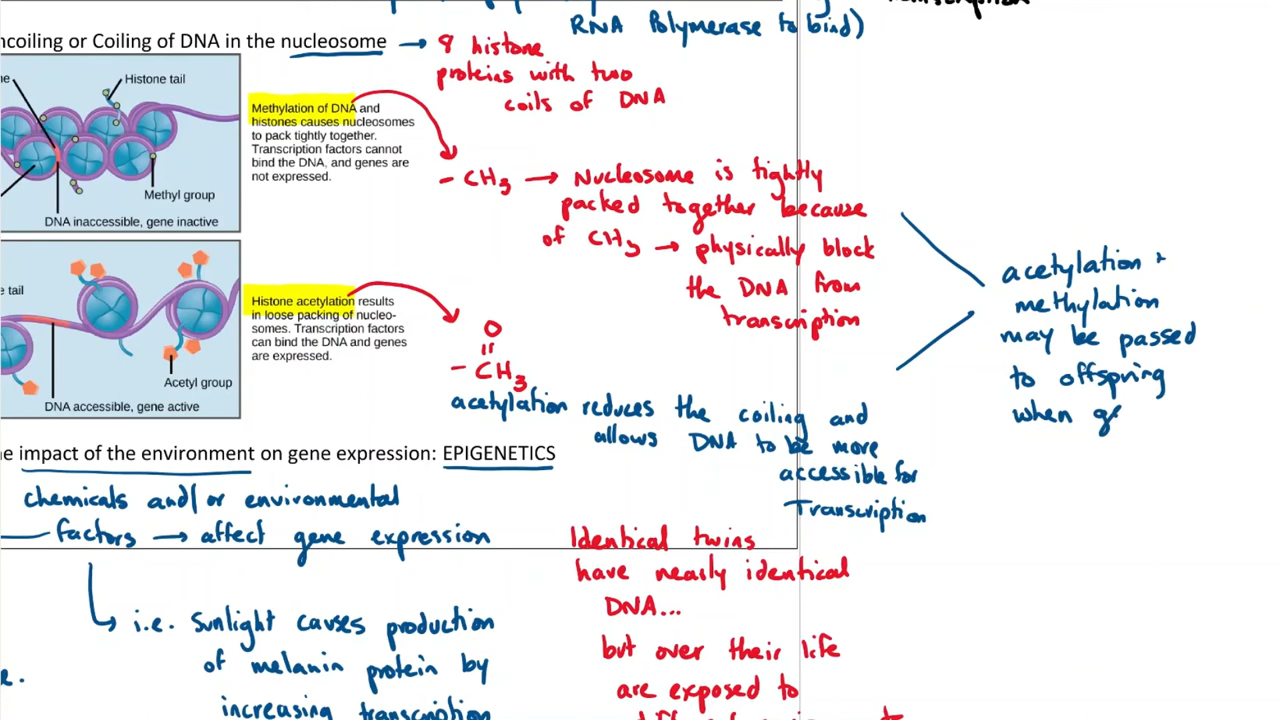 RNA Polymerase to bind)
ncoiling or Coiling of DNA in the nucleosome → 8 histone
proteins with two
coils of DNA
Histone tail
Methyl group
DNA inaccessible, gene inactive
Methylation of DNA and
histones causes nucleosomes
to pack tightly together.
Transcription factors cannot
bind the DNA, and genes are
not expressed.
- CH3 → Nucleosome is tightly
packed together because
of CH3 → physically block
the DNA from
transcription
e tail
Acetyl group
DNA accessible, gene active
Histone acetylation results
in loose packing of nucleo-
somes. Transcription factors
can bind the DNA and genes
are expressed.
O
- CH3
acetylation reduces the coiling and
allows DNA to be more
accessible for
Transcription
acetylation +
methylation
may be passed
to offspring
when
e impact of the environment on gene expression: EPIGENETICS
chemicals and/or environmental
factors → affect gene expression
i.e. sunlight causes production
of melanin protein by
increasing transcription
e.
Identical twins
have nearly identical
DNA...
but over their life
are exposed to